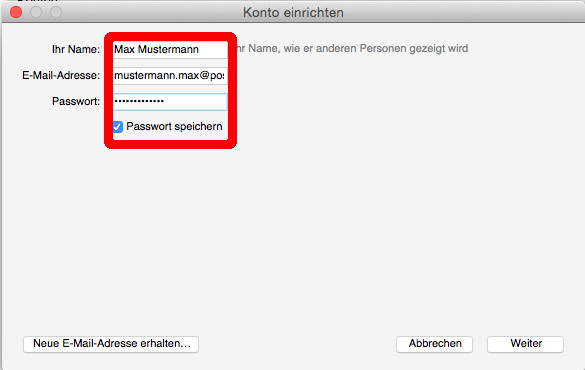 Konto einrichten
Ihr Name: Max Mustermann hr Name, wie er anderen Personen gezeigt wird
E-Mail-Adresse: mustermann.max@pos
Passwort: •••••••••••••
Passwort speichern
Neue E-Mail-Adresse erhalten... Abbrechen Weiter